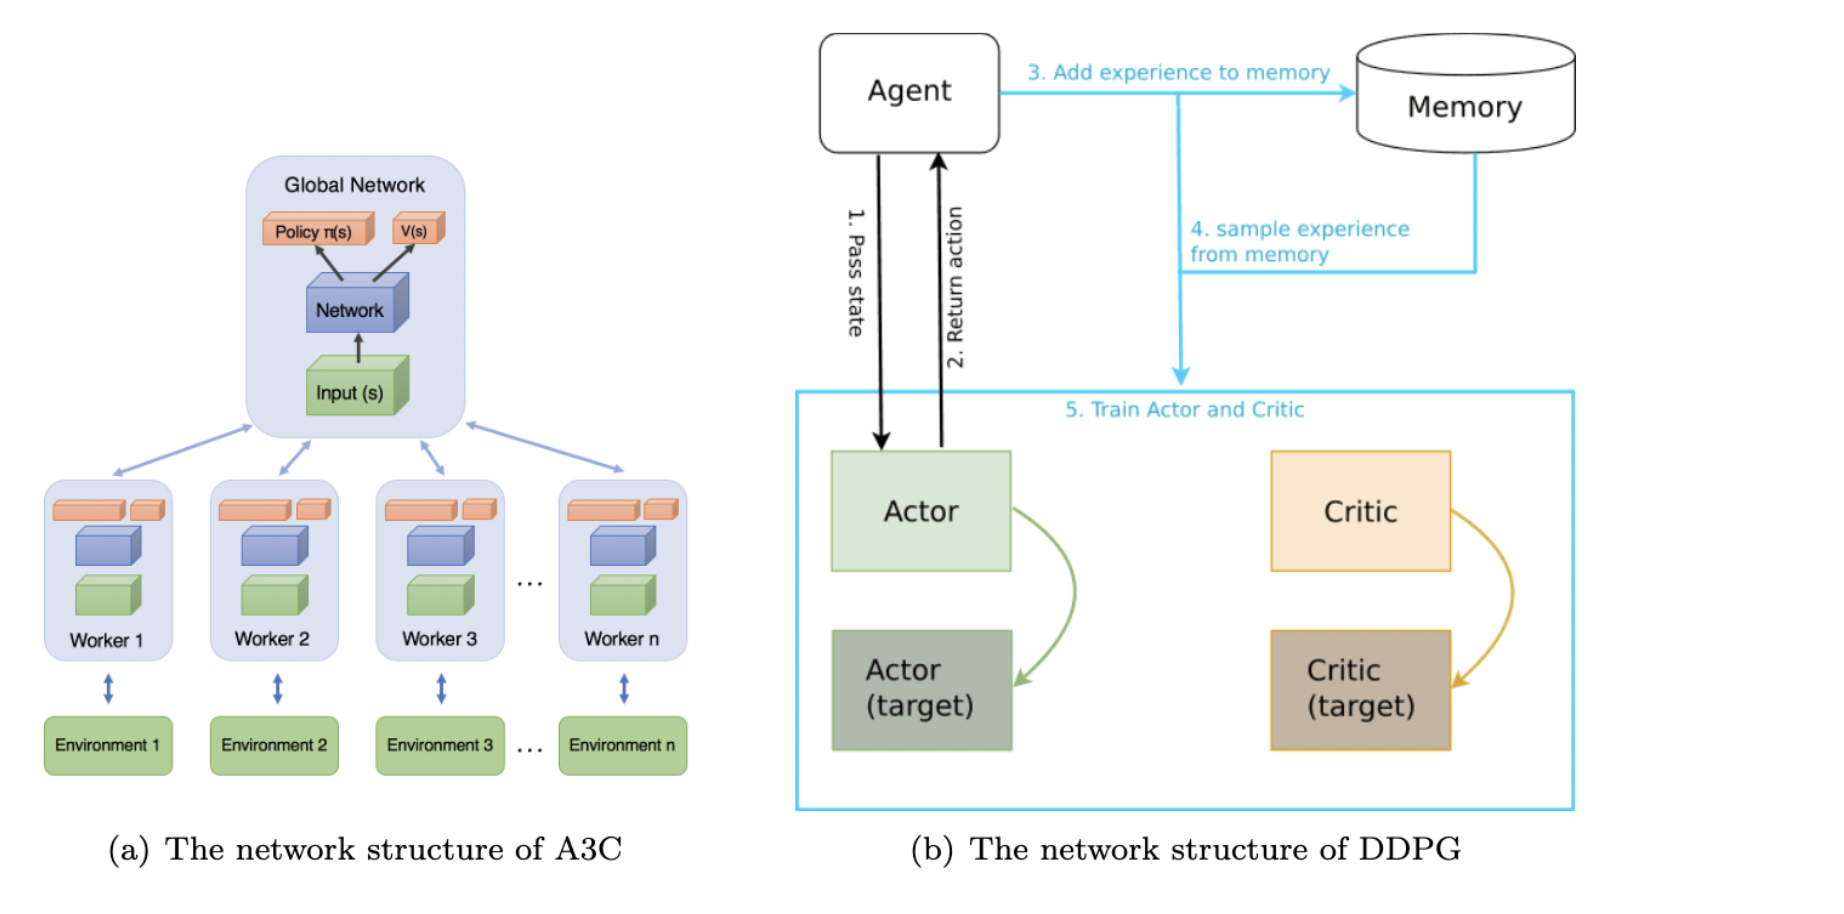 Global Network
Policy π(s)
V(s)
Network
Input (s)
Worker 1
Worker 2
Worker 3
...
Worker n
Environment 1
Environment 2
Environment 3
...
Environment n
(a) The network structure of A3C
Agent
3. Add experience to memory
Memory
1. Pass state
2. Return action
4. sample experience
from memory
5. Train Actor and Critic
Actor
Critic
Actor
(target)
Critic
(target)
(b) The network structure of DDPG